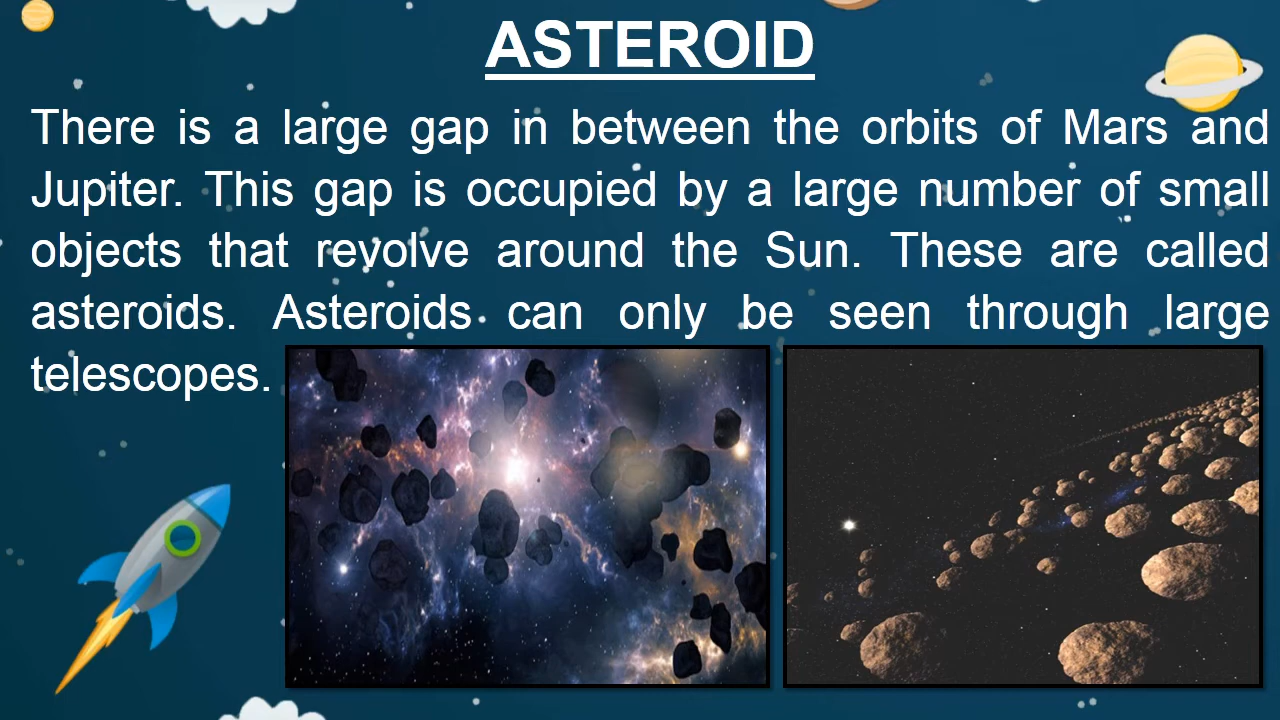 ASTEROID
There is a large gap in between the orbits of Mars and
Jupiter. This gap is occupied by a large number of small
objects that revolve around the Sun. These are called
asteroids. Asteroids can only be seen through large
telescopes.